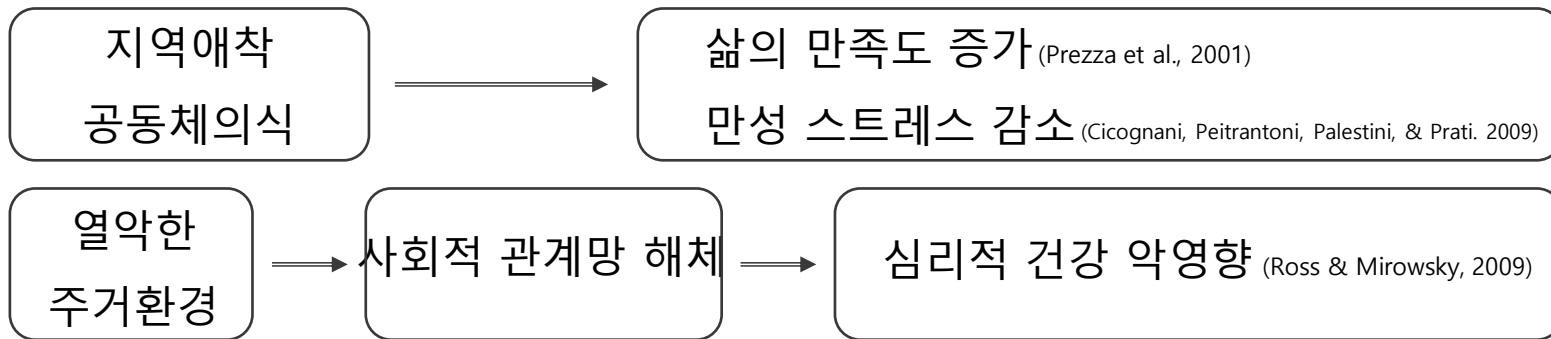 지역애착
공동체의식
삶의 만족도 증가 (Prezza et al., 2001)
만성 스트레스 감소 (Cicognani, Peitrantoni, Palestini, & Prati. 2009)
열악한
주거환경
사회적 관계망 해체
심리적 건강 악영향 (Ross & Mirowsky, 2009)